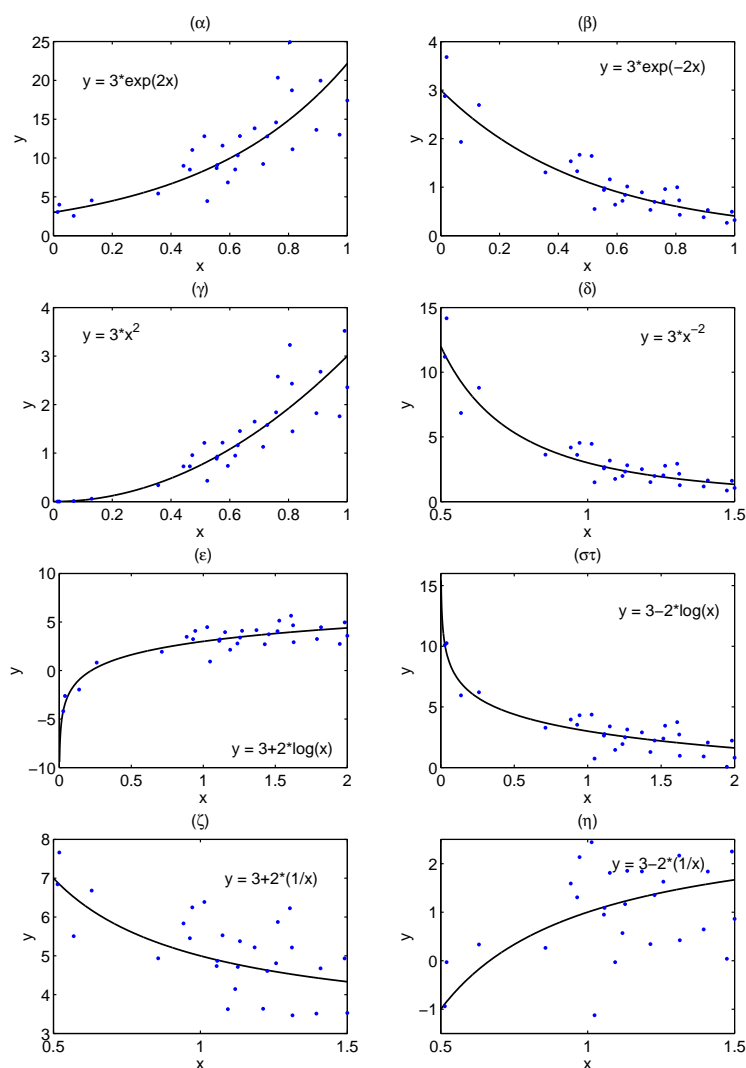 (α)
y = 3*exp(2x)
y
25
20
15
10
5
0
0 0.2 0.4 0.6 0.8 1
x
(β)
y = 3*exp(−2x)
y
4
3
2
1
0
0 0.2 0.4 0.6 0.8 1
x
(γ)
y = 3*x²
y
4
3
2
1
0
0 0.2 0.4 0.6 0.8 1
x
(δ)
y = 3*x⁻²
y
15
10
5
0
0.5 1 1.5
x
(ε)
y = 3+2*log(x)
y
10
5
0
−5
−10
0 0.5 1 1.5 2
x
(στ)
y = 3−2*log(x)
y
15
10
5
0
0 0.5 1 1.5 2
x
(ζ)
y = 3+2*(1/x)
y
8
7
6
5
4
3
0.5 1 1.5
x
(η)
y = 3−2*(1/x)
y
2
1
0
−1
0.5 1 1.5
x